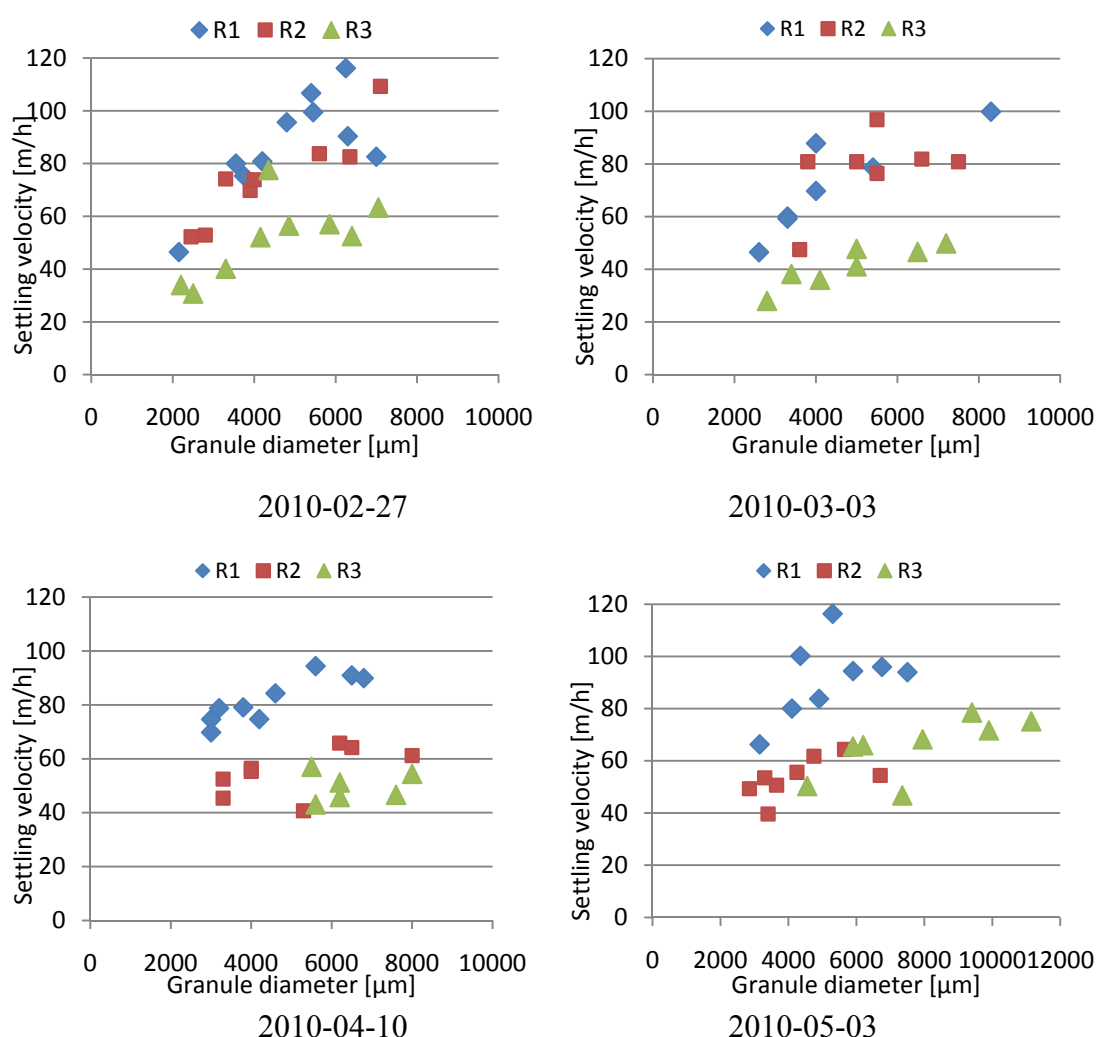 R1 R2 R3
120
100
80
60
40
20
0
0 2000 4000 6000 8000 10000
Settling velocity [m/h]
Granule diameter [µm]
2010-02-27
R1 R2 R3
120
100
80
60
40
20
0
0 2000 4000 6000 8000 10000
Settling velocity [m/h]
Granule diameter [µm]
2010-03-03
R1 R2 R3
120
100
80
60
40
20
0
0 2000 4000 6000 8000 10000
Settling velocity [m/h]
Granule diameter [µm]
2010-04-10
R1 R2 R3
120
100
80
60
40
20
0
0 2000 4000 6000 8000 10000 12000
Settling velocity [m/h]
Granule diameter [µm]
2010-05-03